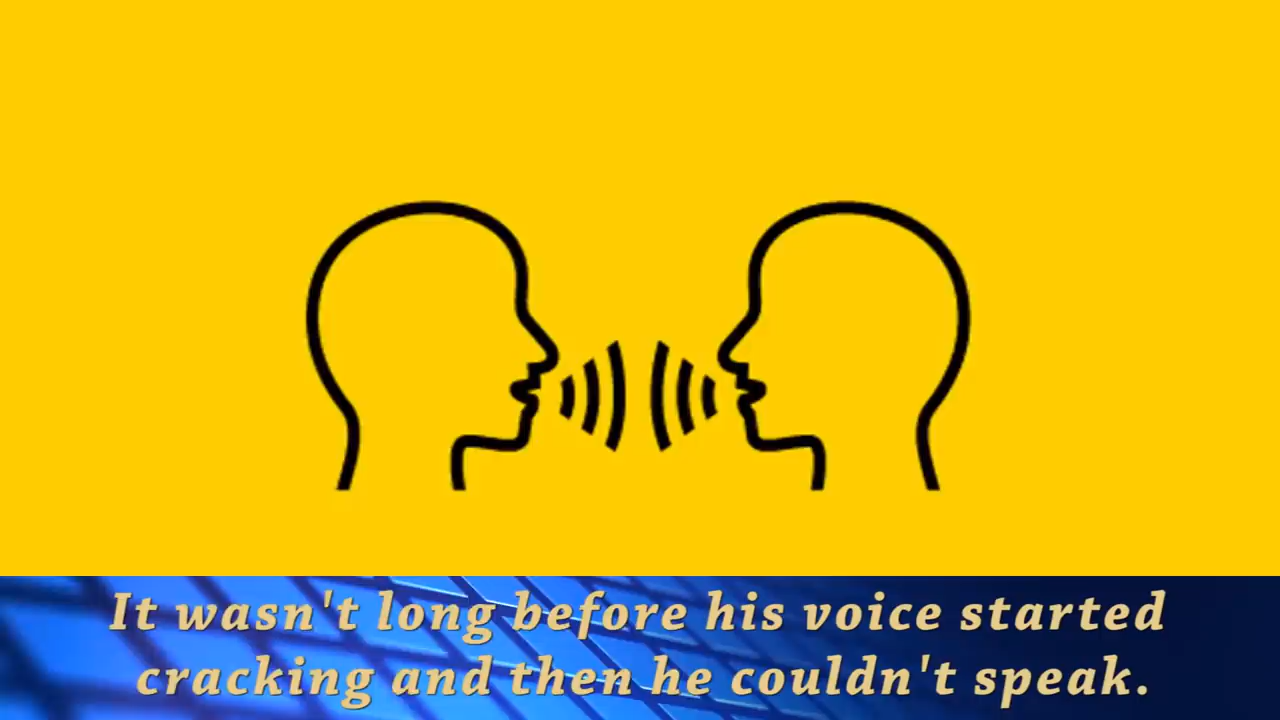 It wasn't long before his voice started
cracking and then he couldn't speak.